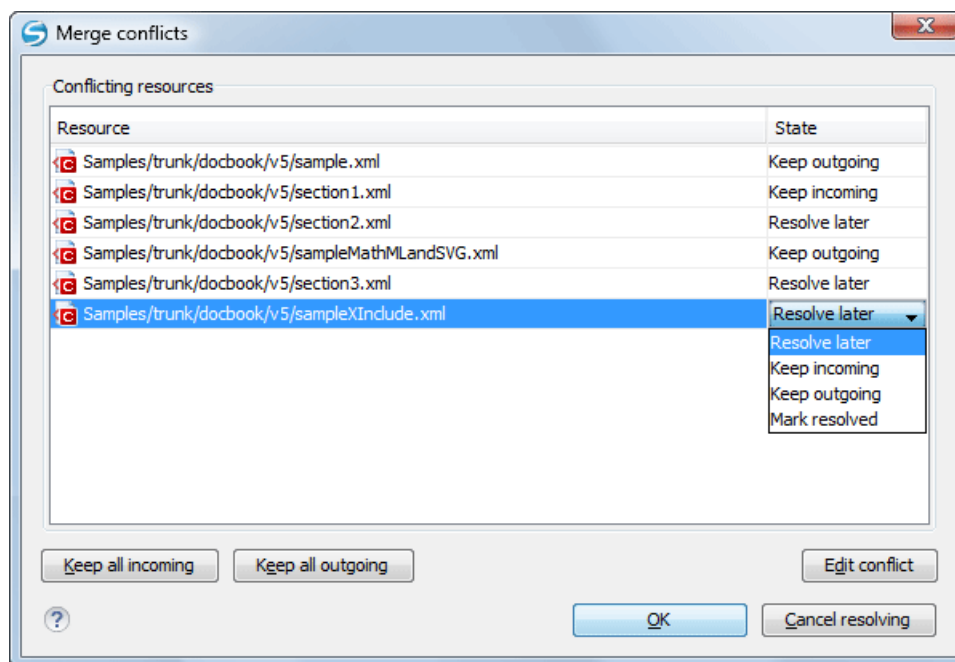 Merge conflicts
Conflicting resources
Resource State
Samples/trunk/docbook/v5/sample.xml Keep outgoing
Samples/trunk/docbook/v5/section1.xml Keep incoming
Samples/trunk/docbook/v5/section2.xml Resolve later
Samples/trunk/docbook/v5/sampleMathMLandSVG.xml Keep outgoing
Samples/trunk/docbook/v5/section3.xml Resolve later
Samples/trunk/docbook/v5/sampleXInclude.xml Resolve later
Resolve later
Keep incoming
Keep outgoing
Mark resolved
Keep all incoming Keep all outgoing Edit conflict
? OK Cancel resolving